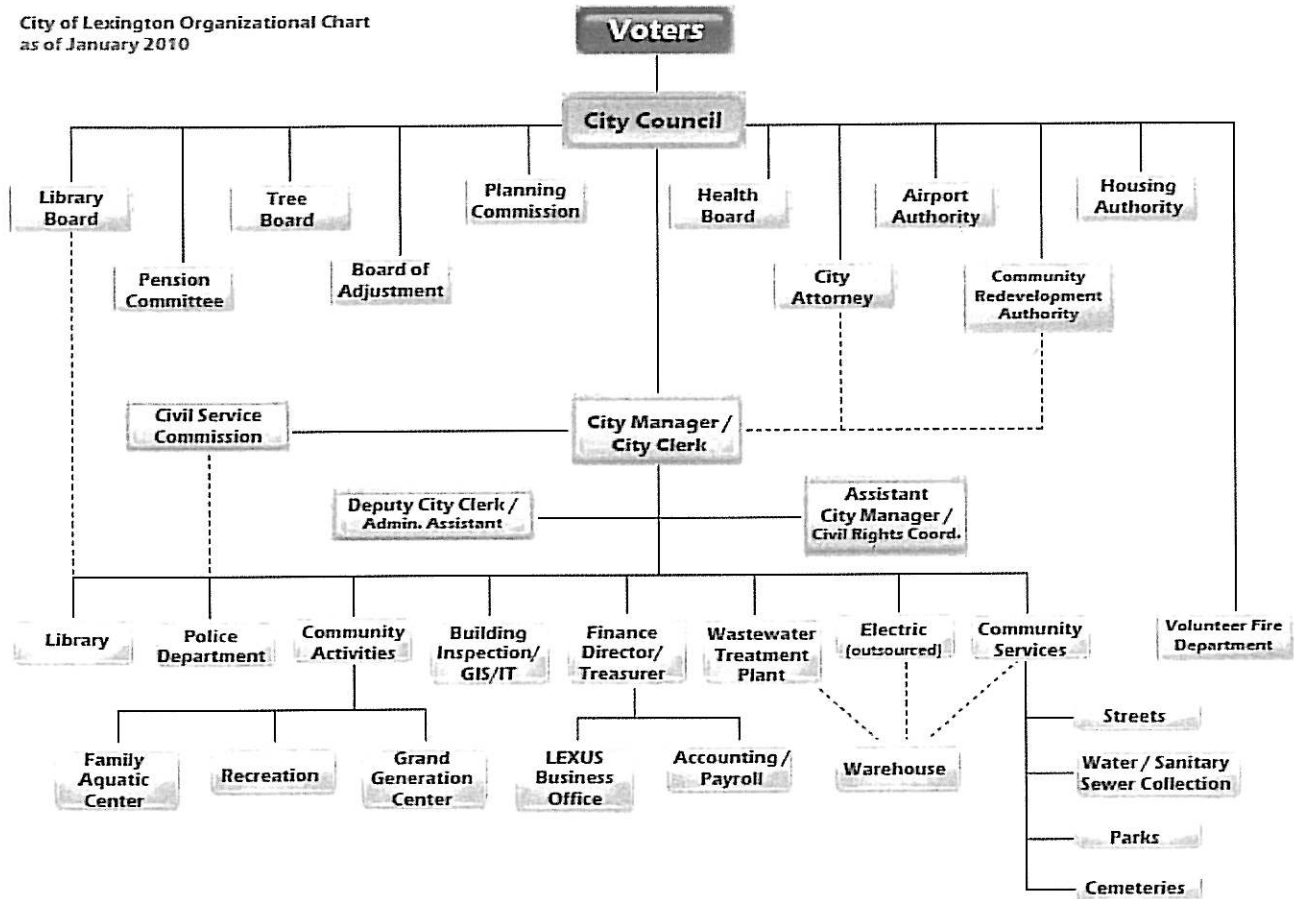 City of Lexington Organizational Chart
as of January 2010
Voters
City Council
Library
Board
Pension
Committee
Tree
Board
Board of
Adjustment
Planning
Commission
Health
Board
City
Attorney
Airport
Authority
Community
Redevelopment
Authority
Housing
Authority
Civil Service
Commission
City Manager /
City Clerk
Deputy City Clerk /
Admin. Assistant
Assistant
City Manager /
Civil Rights Coord.
Library
Police
Department
Community
Activities
Building
Inspection/
GIS/IT
Finance
Director/
Treasurer
Wastewater
Treatment
Plant
Electric
(outsourced)
Community
Services
Volunteer Fire
Department
Family
Aquatic
Center
Recreation
Grand
Generation
Center
LEXUS
Business
Office
Accounting /
Payroll
Warehouse
Streets
Water / Sanitary
Sewer Collection
Parks
Cemeteries